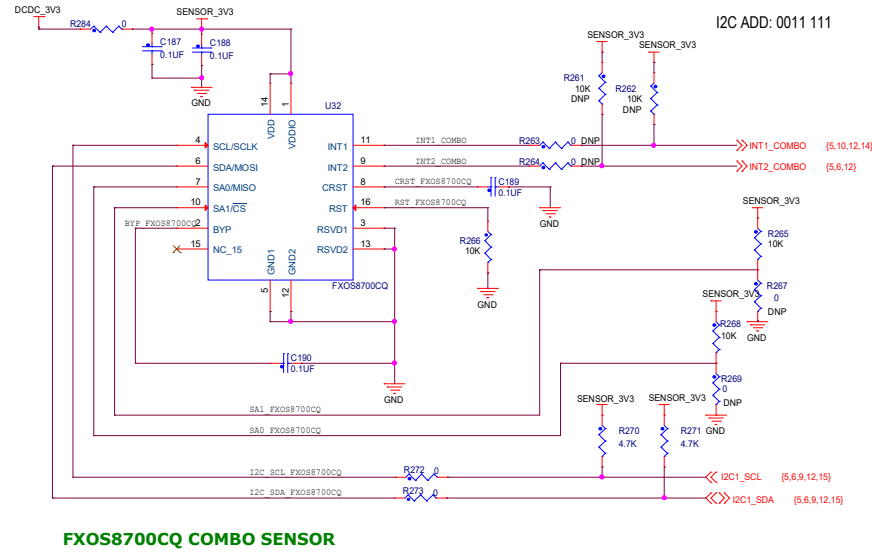 DCDC_3V3
SENSOR_3V3
I2C ADD: 0011 111
R284
0
C187
0.1UF
C188
0.1UF
GND
SENSOR_3V3
SENSOR_3V3
R261
10K
DNP
R262
10K
DNP
U32
14
1
VDD
VDDIO
4
SCL/SCLK
6
SDA/MOSI
7
SA0/MISO
10
SA1/CS
2
BYP
15
NC_15
BYP_FXOS8700CQ
INT1
11
INT2
9
CRST
8
RST
16
RSVD1
3
RSVD2
13
GND1
GND2
5
12
FXOS8700CQ
INT1_COMBO
R263
0
DNP
INT1_COMBO
{5,10,12,14}
INT2_COMBO
R264
0
DNP
INT2_COMBO
{5,6,12}
CRST_FXOS8700CQ
C189
0.1UF
GND
RST_FXOS8700CQ
R266
10K
GND
SENSOR_3V3
R265
10K
R267
0
DNP
GND
SENSOR_3V3
R268
10K
R269
0
DNP
GND
C190
0.1UF
GND
SA1_FXOS8700CQ
SA0_FXOS8700CQ
SENSOR_3V3
SENSOR_3V3
R270
4.7K
R271
4.7K
I2C_SCL_FXOS8700CQ
R272
0
I2C1_SCL
{5,6,9,12,15}
I2C_SDA_FXOS8700CQ
R273
0
I2C1_SDA
{5,6,9,12,15}
FXOS8700CQ COMBO SENSOR